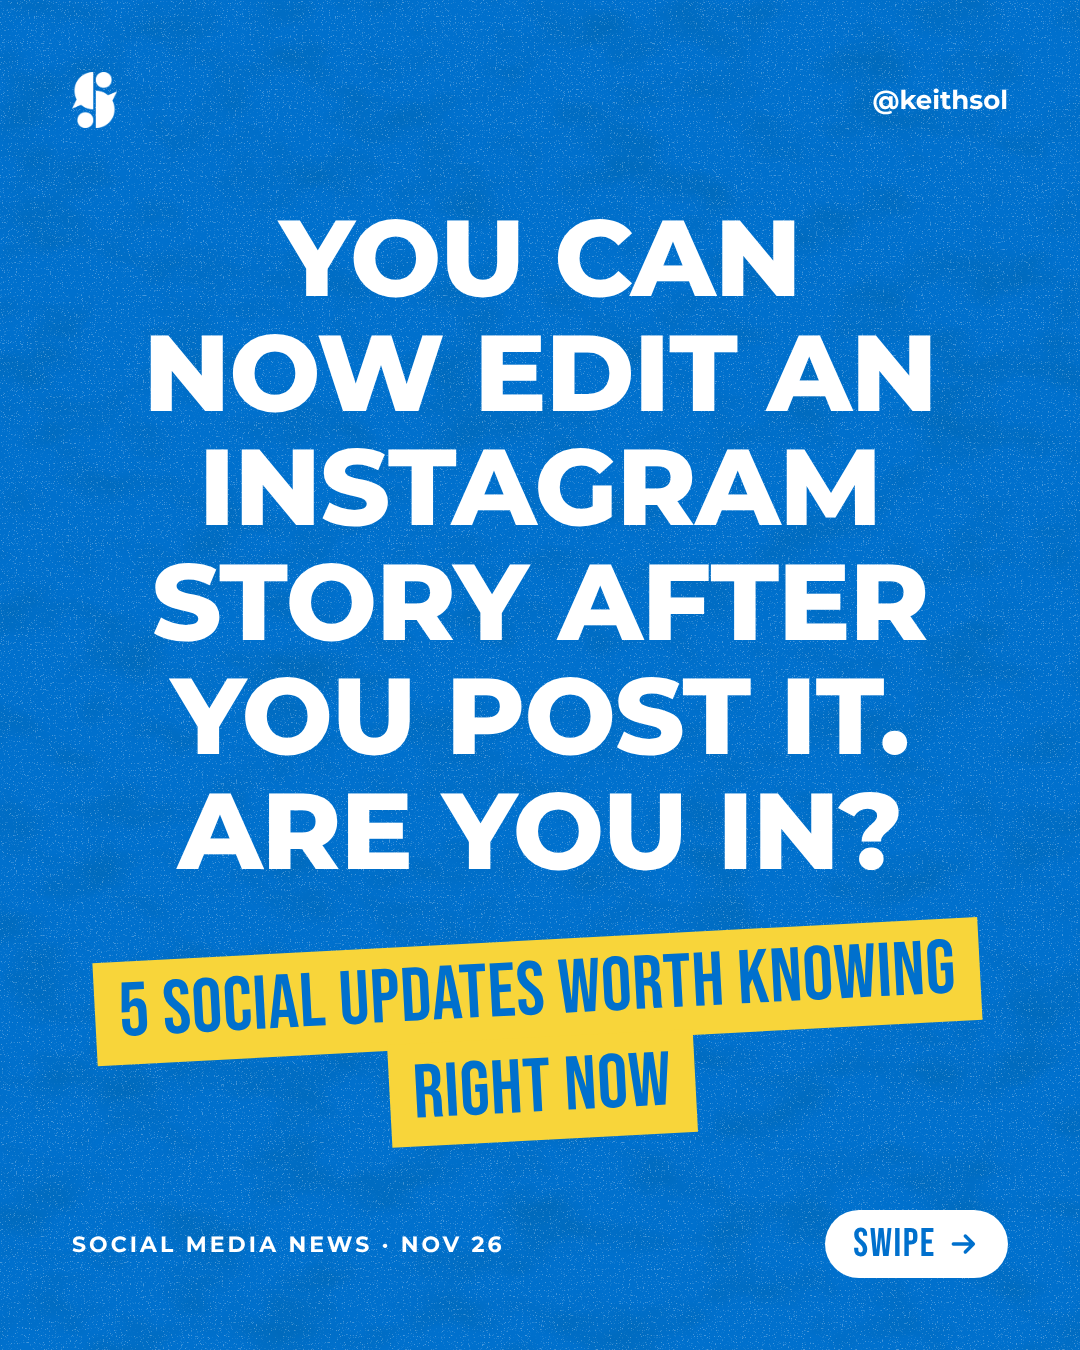 @keithsol
YOU CAN
NOW EDIT AN
INSTAGRAM
STORY AFTER
YOU POST IT.
ARE YOU IN?
5 SOCIAL UPDATES WORTH KNOWING
RIGHT NOW
SOCIAL MEDIA NEWS · NOV 26
SWIPE →